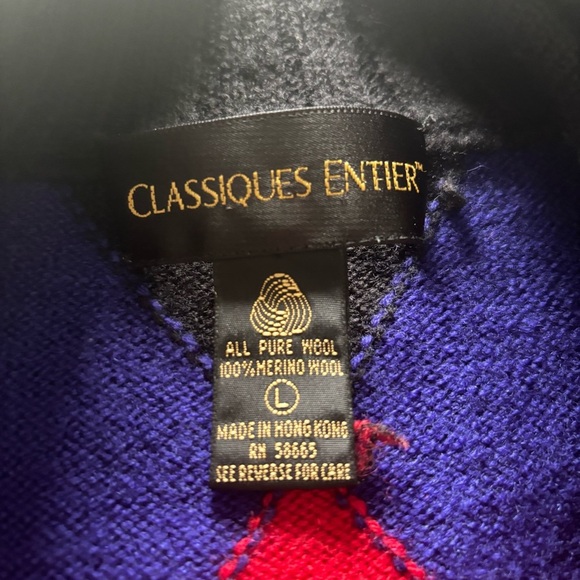 CLASSIQUES ENTIER™
ALL PURE WOOL
100% MERINO WOOL
L
MADE IN HONG KONG
RN 58665
SEE REVERSE FOR CARE